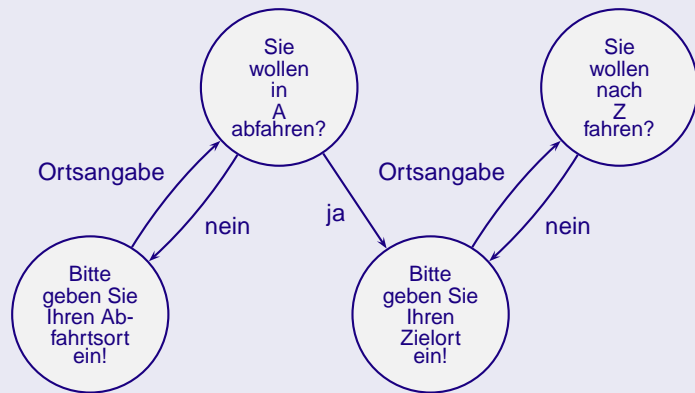 Sie
wollen
in
A
abfahren?
Sie
wollen
nach
Z
fahren?
Ortsangabe
nein
ja
Ortsangabe
nein
Bitte
geben Sie
Ihren Ab-
fahrtsort
ein!
Bitte
geben Sie
Ihren
Zielort
ein!